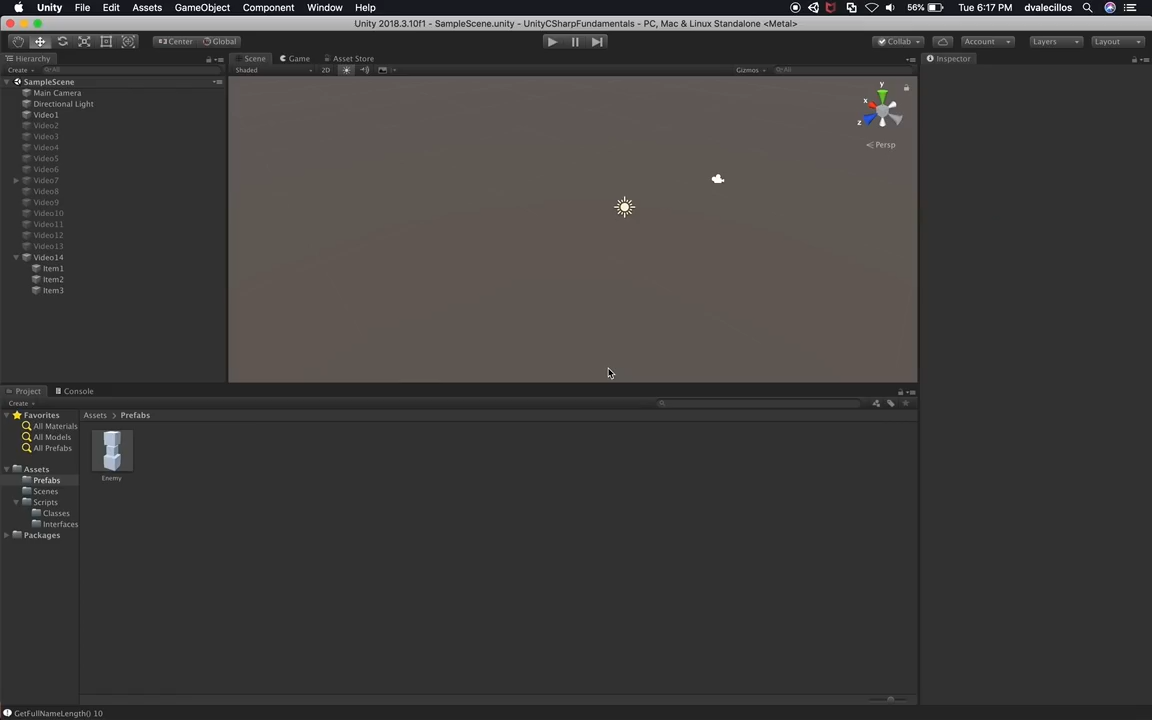 Unity File Edit Assets GameObject Component Window Help 56% Tue 6:17 PM dvalecillos
Unity 2018.3.10f1 - SampleScene.unity - UnityCSharpFundamentals - PC, Mac & Linux Standalone <Metal>
Center Global Collab Account Layers Layout
Hierarchy Scene Game Asset Store Inspector
Create All Shaded 2D Gizmos All
SampleScene
Main Camera
Directional Light
Video1
Video2
Video3
Video4
Video5
Video6
Video7
Video8
Video9
Video10
Video11
Video12
Video13
Video14
Item1
Item2
Item3
y
x
z
Persp
Project Console
Create
Favorites
All Materials
All Models
All Prefabs
Assets
Prefabs
Scenes
Scripts
Classes
Interfaces
Packages
Assets > Prefabs
Enemy
GetFullNameLength() 10